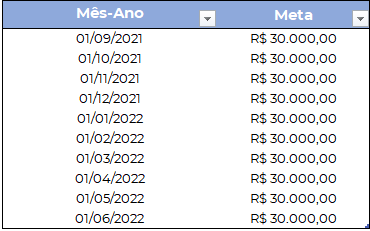 Mês-Ano Meta
01/09/2021 R$ 30.000,00
01/10/2021 R$ 30.000,00
01/11/2021 R$ 30.000,00
01/12/2021 R$ 30.000,00
01/01/2022 R$ 30.000,00
01/02/2022 R$ 30.000,00
01/03/2022 R$ 30.000,00
01/04/2022 R$ 30.000,00
01/05/2022 R$ 30.000,00
01/06/2022 R$ 30.000,00